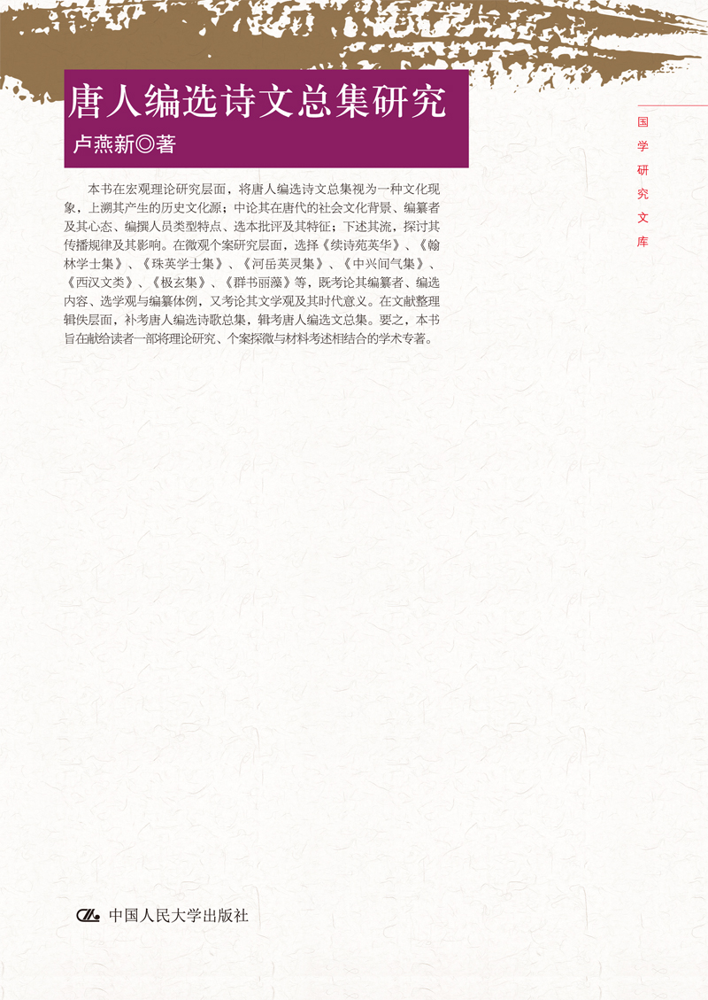 唐人编选诗文总集研究
卢燕新◎著
国学研究文库
本书在宏观理论研究层面，将唐人编选诗文总集视为一种文化现
象，上溯其产生的历史文化源；中论其在唐代的社会文化背景、编纂者
及其心态、编撰人员类型特点、选本批评及其特征；下述其流，探讨其
传播规律及其影响。在微观个案研究层面，选择《续诗苑英华》、《翰
林学士集》、《珠英学士集》、《河岳英灵集》、《中兴间气集》、
《西汉文类》、《极玄集》、《群书丽藻》等，既考论其编纂者、编选
内容、选学观与编纂体例，又考论其文学观及其时代意义。在文献整理
辑佚层面，补考唐人编选诗歌总集，辑考唐人编选文总集。要之，本书
旨在献给读者一部将理论研究、个案探微与材料考述相结合的学术专著。
中国人民大学出版社